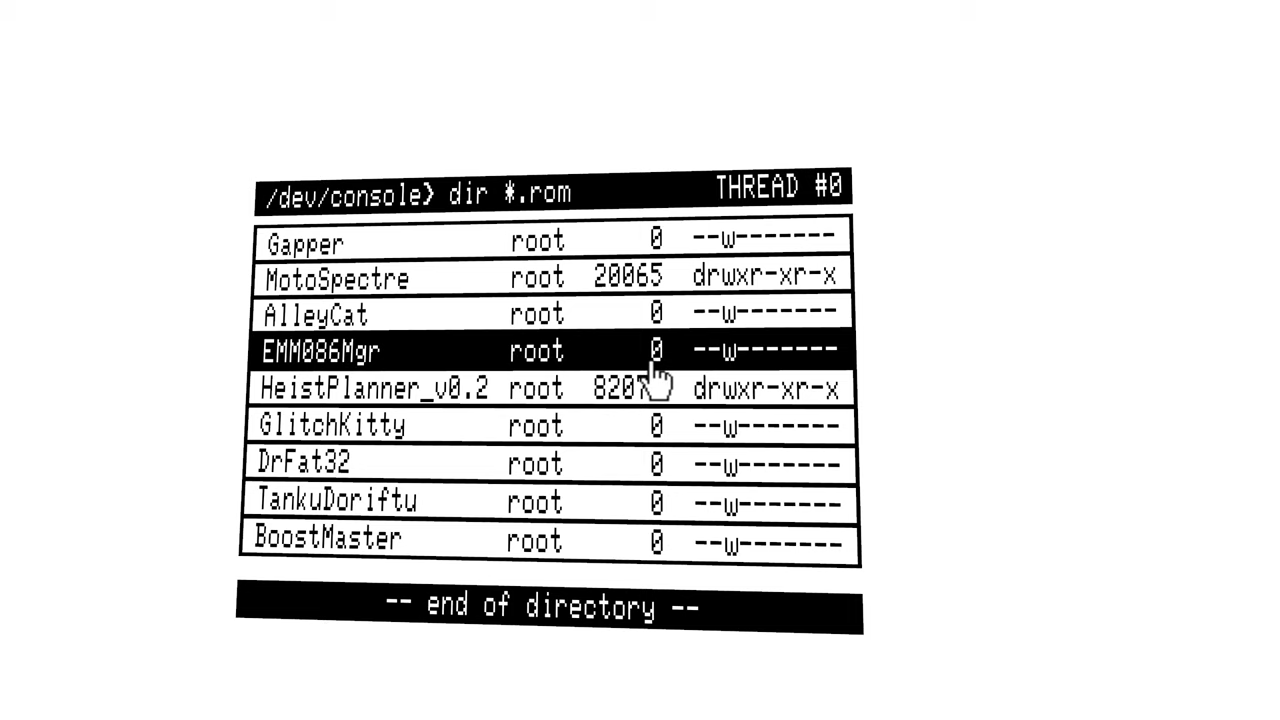 /dev/console> dir *.rom THREAD #0
Gapper root 0 --w-------
MotoSpectre root 20065 drwxr-xr-x
AlleyCat root 0 --w-------
EMM086Mgr root 0 --w-------
HeistPlanner_v0.2 root drwxr-xr-x
GlitchKitty root 0 --w-------
DrFat32 root 0 --w-------
TankuDoriftu root 0 --w-------
BoostMaster root 0 --w-------
-- end of directory --